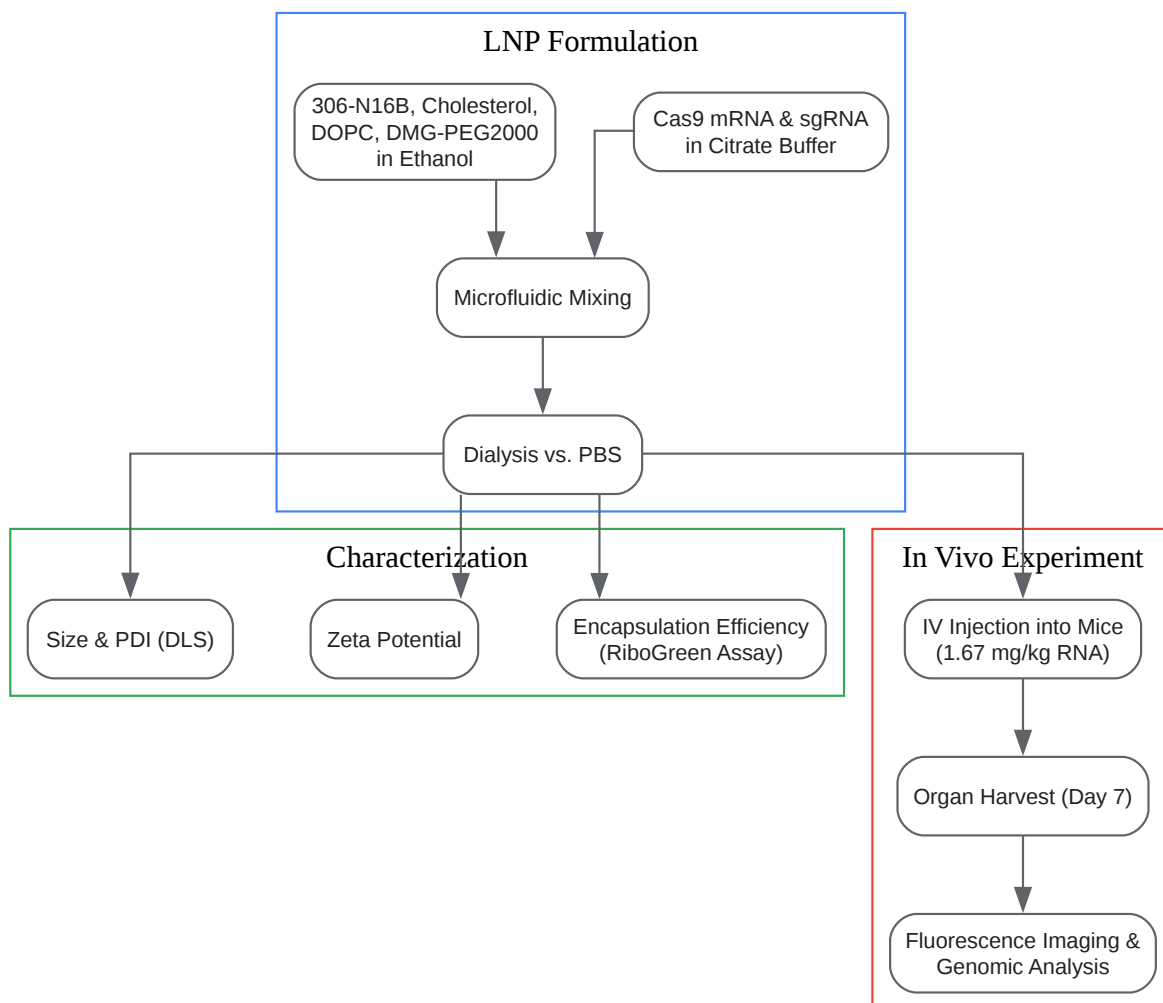 LNP Formulation
306-N16B, Cholesterol,
DOPC, DMG-PEG2000
in Ethanol
Cas9 mRNA & sgRNA
in Citrate Buffer
Microfluidic Mixing
Dialysis vs. PBS
Characterization
Size & PDI (DLS)
Zeta Potential
Encapsulation Efficiency
(RiboGreen Assay)
In Vivo Experiment
IV Injection into Mice
(1.67 mg/kg RNA)
Organ Harvest (Day 7)
Fluorescence Imaging &
Genomic Analysis